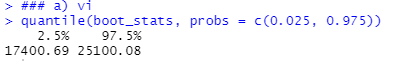 > ### a) vi
> quantile(boot_stats, probs = c(0.025, 0.975))
    2.5%    97.5%
17400.69 25100.08